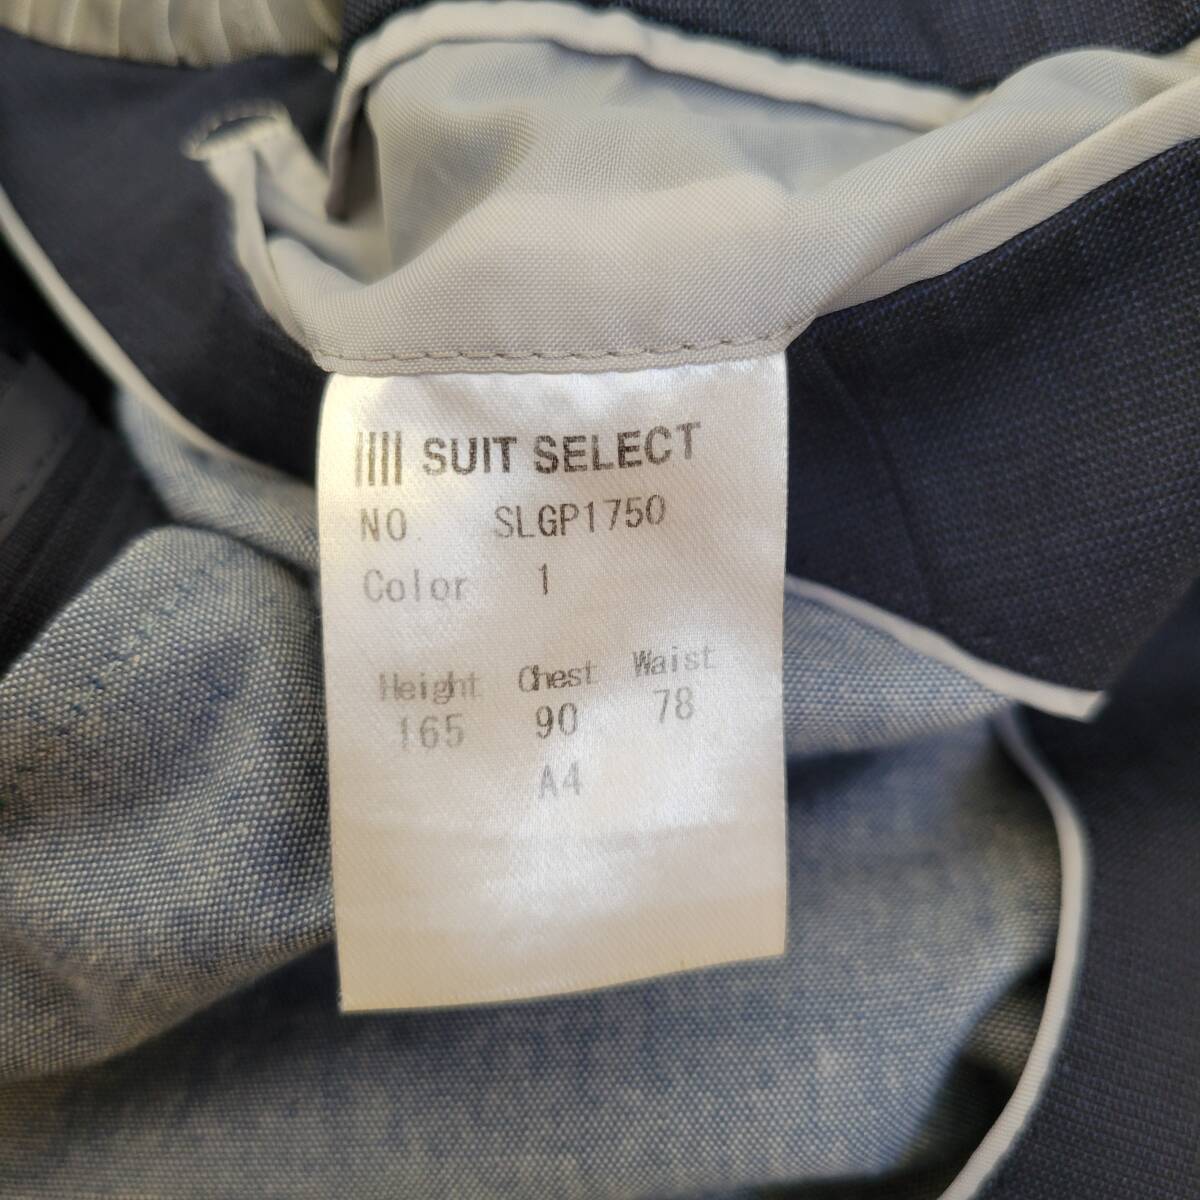 SUIT SELECT
NO. SLGP1750
Color 1
Height Chest Waist
165 90 78
A4